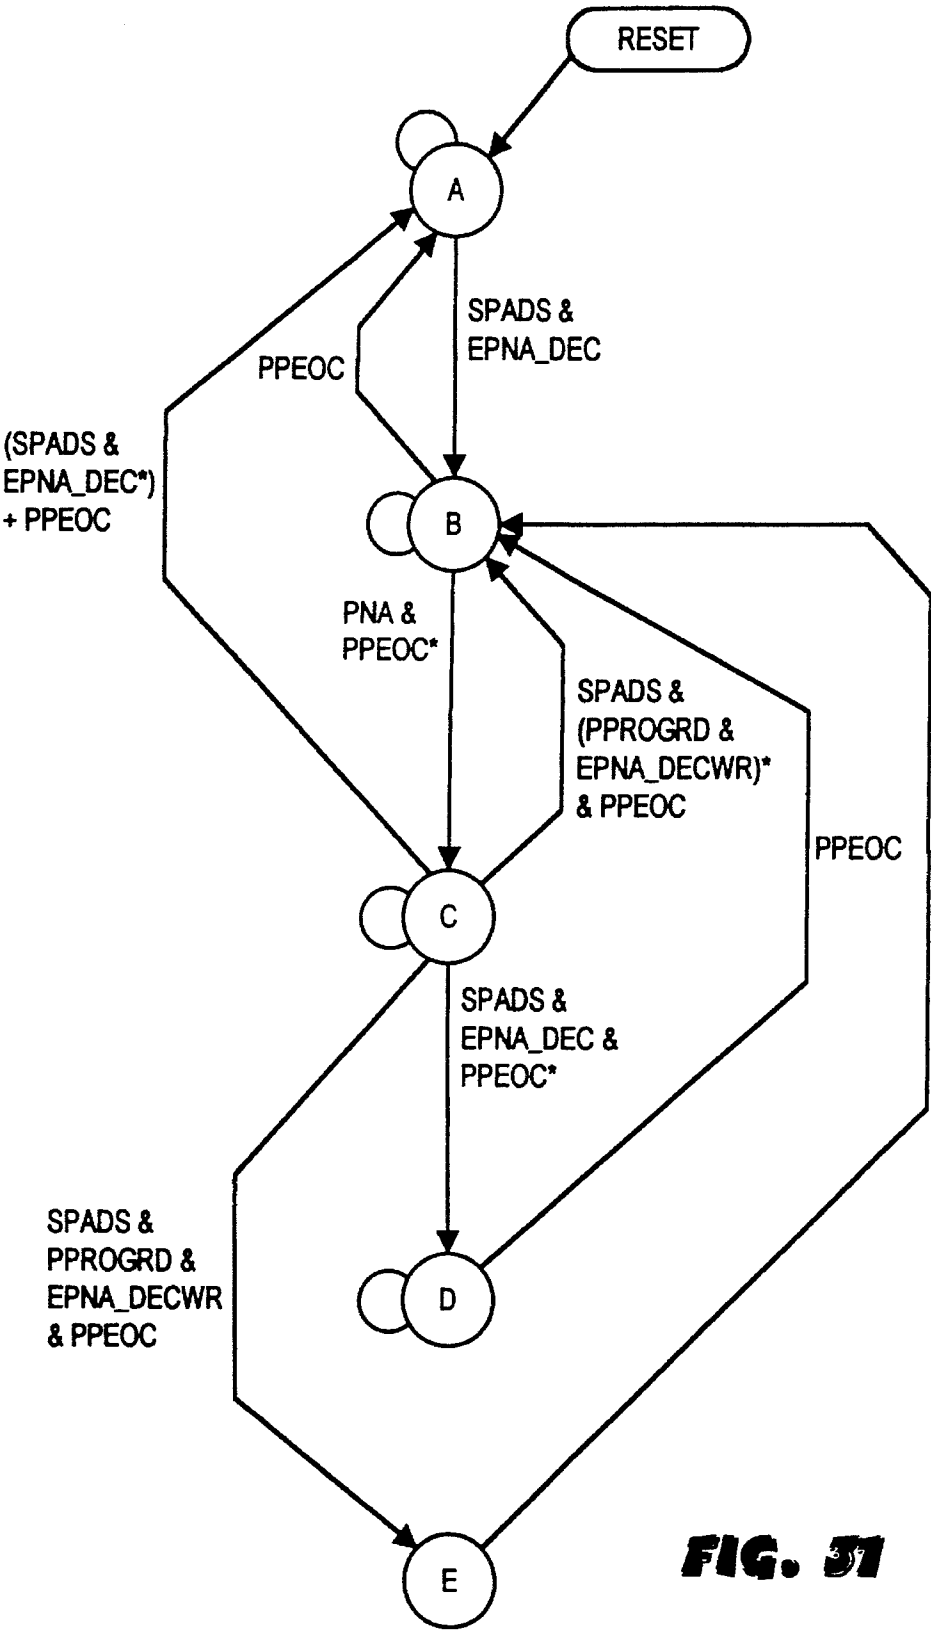 RESET
A
SPADS &
EPNA_DEC
PPEOC
(SPADS &
EPNA_DEC*)
+ PPEOC
B
PNA &
PPEOC*
SPADS &
(PPROGRD &
EPNA_DECWR)*
& PPEOC
PPEOC
C
SPADS &
EPNA_DEC &
PPEOC*
SPADS &
PPROGRD &
EPNA_DECWR
& PPEOC
D
E
FIG. 31